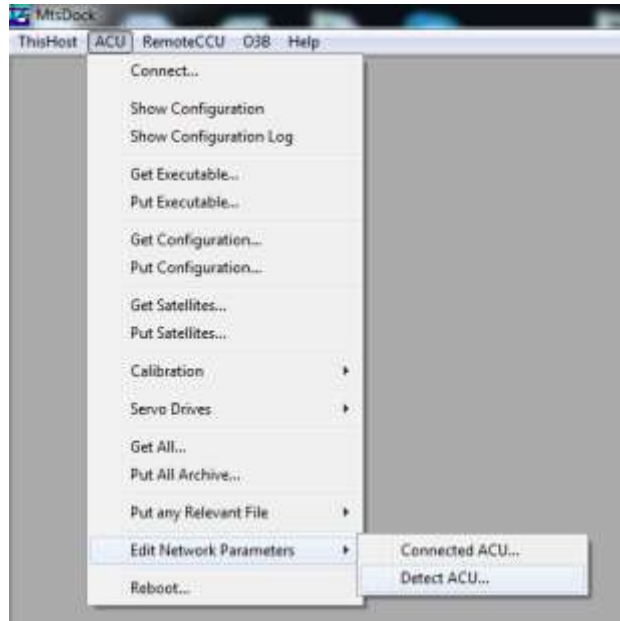 MtsDock
ThisHost ACU RemoteCCU O3B Help
Connect...
Show Configuration
Show Configuration Log
Get Executable...
Put Executable...
Get Configuration...
Put Configuration...
Get Satellites...
Put Satellites...
Calibration
Servo Drives
Get All...
Put All Archive...
Put any Relevant File
Edit Network Parameters
Connected ACU...
Detect ACU...
Reboot...